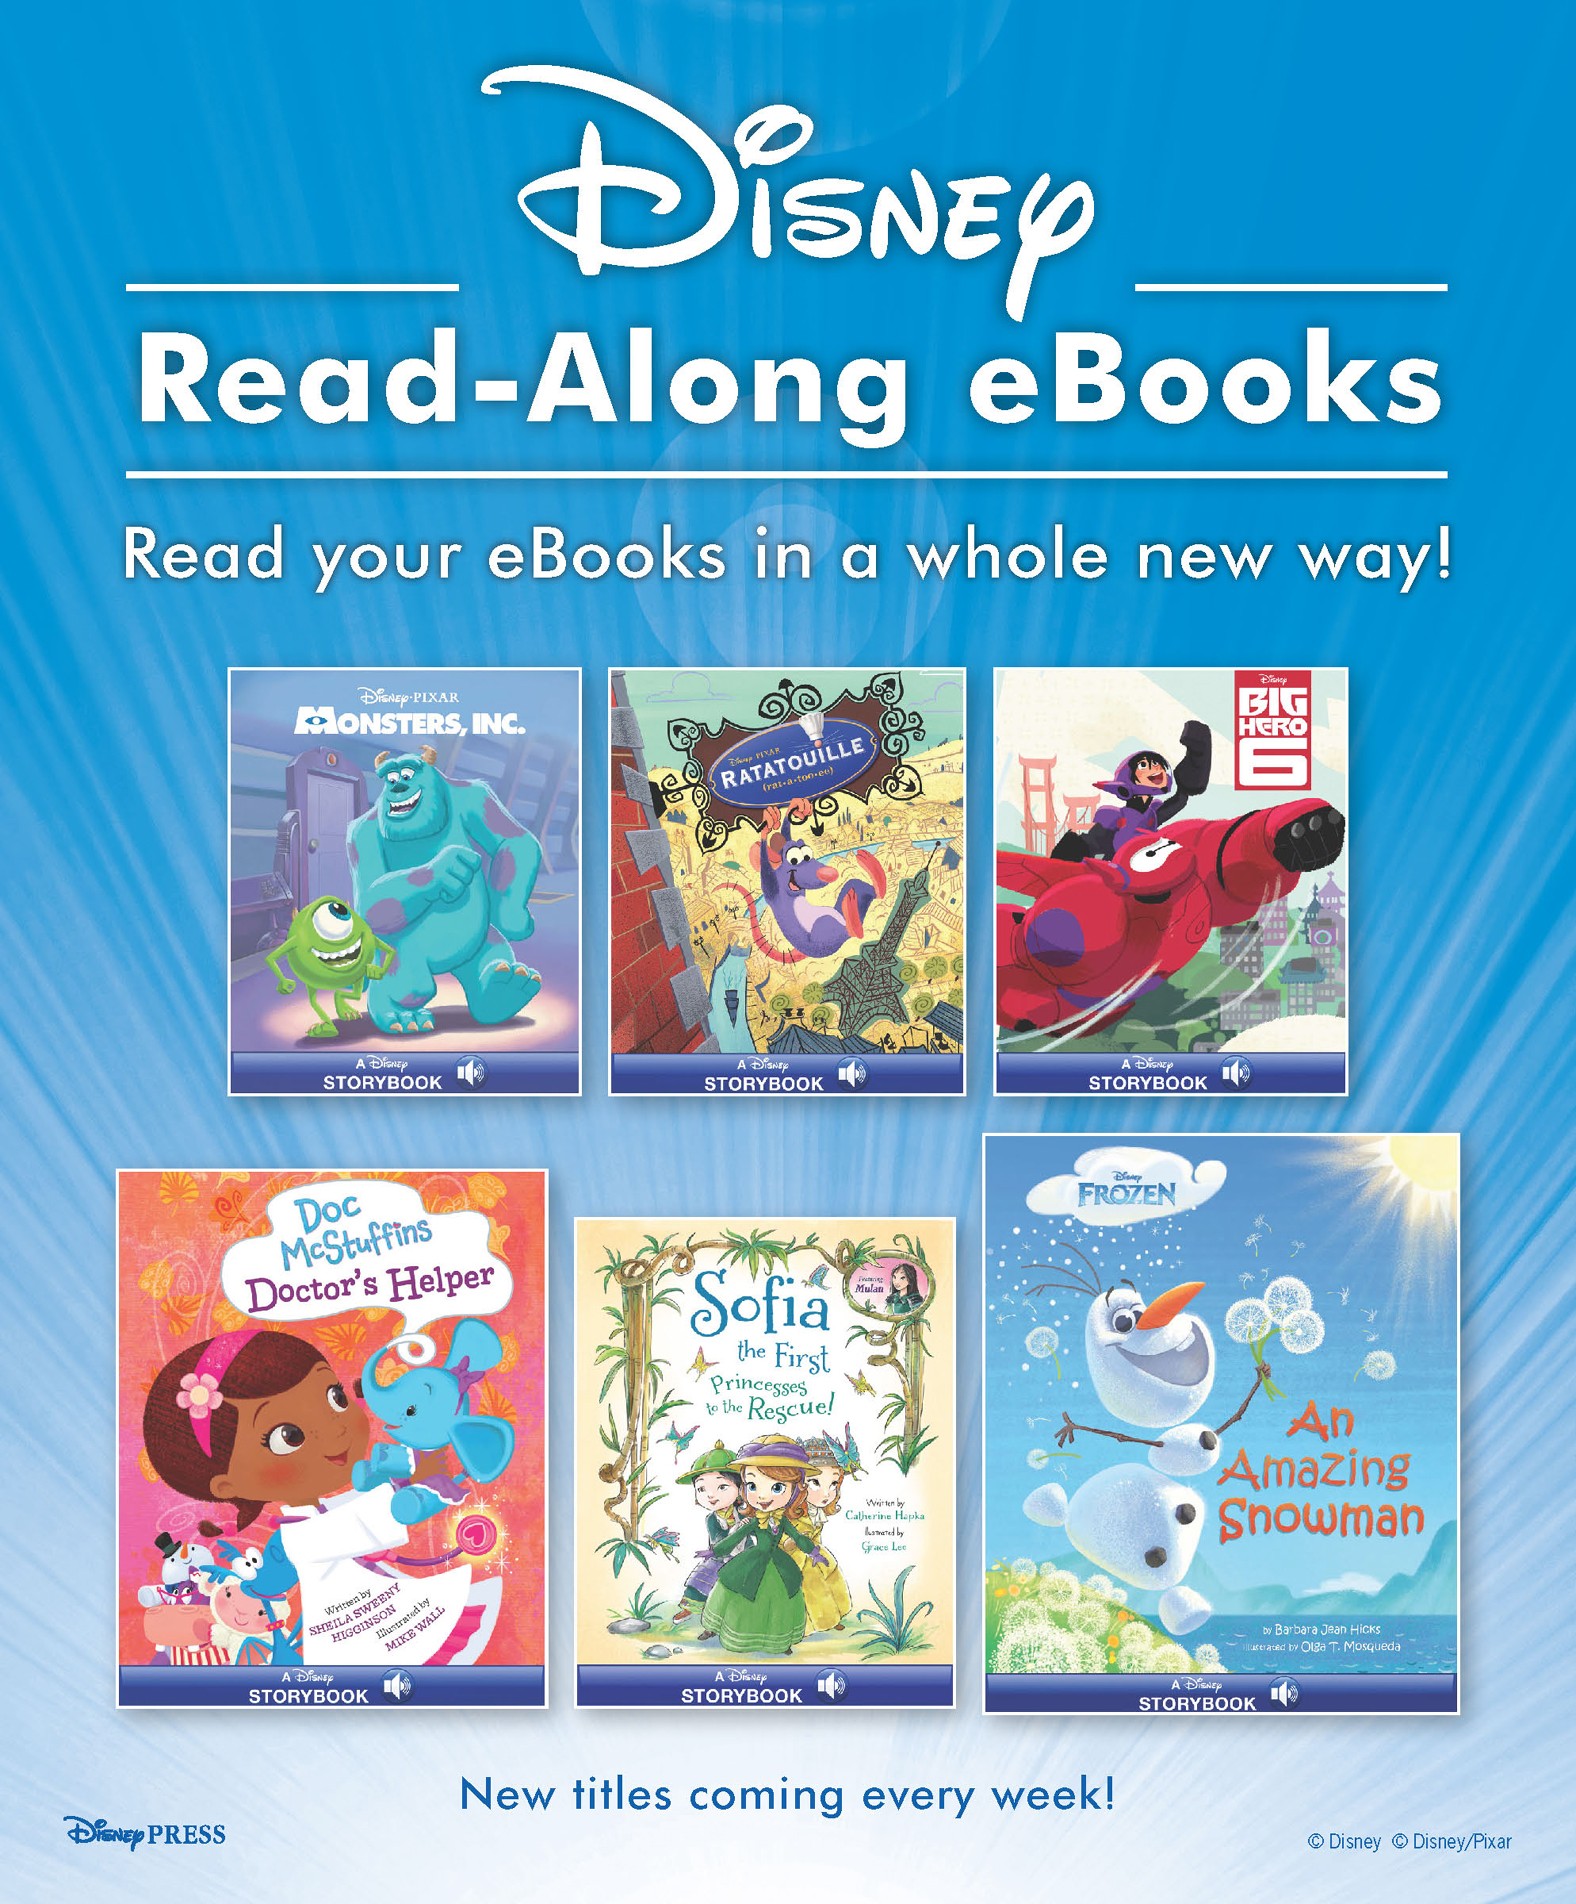 Disney
Read-Along eBooks
Read your eBooks in a whole new way!
Disney·PIXAR
MONSTERS, INC.
A Disney
STORYBOOK
Disney·PIXAR
RATATOUILLE
(rat•a•too•ee)
A Disney
STORYBOOK
Disney
BIG
HERO
6
A Disney
STORYBOOK
Doc
McStuffins
Doctor's Helper
Written by
SHEILA SWEENY
HIGGINSON
Illustrated by
MIKE WALL
A Disney
STORYBOOK
Featuring
Mulan
Sofia
the First
Princesses
to the Rescue!
Written by
Catherine Hapka
Illustrated by
Grace Lee
A Disney
STORYBOOK
Disney
FROZEN
An
Amazing
Snowman
by Barbara Jean Hicks
illustrated by Olga T. Mosqueda
A Disney
STORYBOOK
New titles coming every week!
Disney PRESS
© Disney © Disney/Pixar